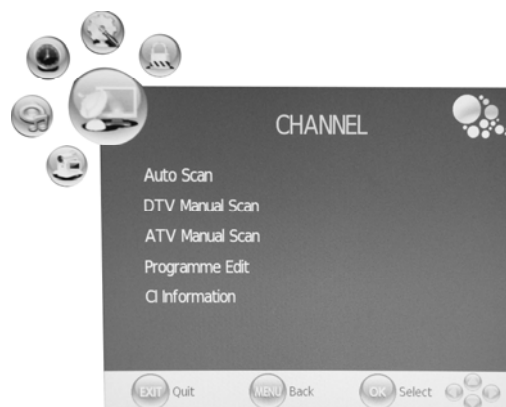 CHANNEL
Auto Scan
DTV Manual Scan
ATV Manual Scan
Programme Edit
CI Information
EXIT Quit MENU Back OK Select